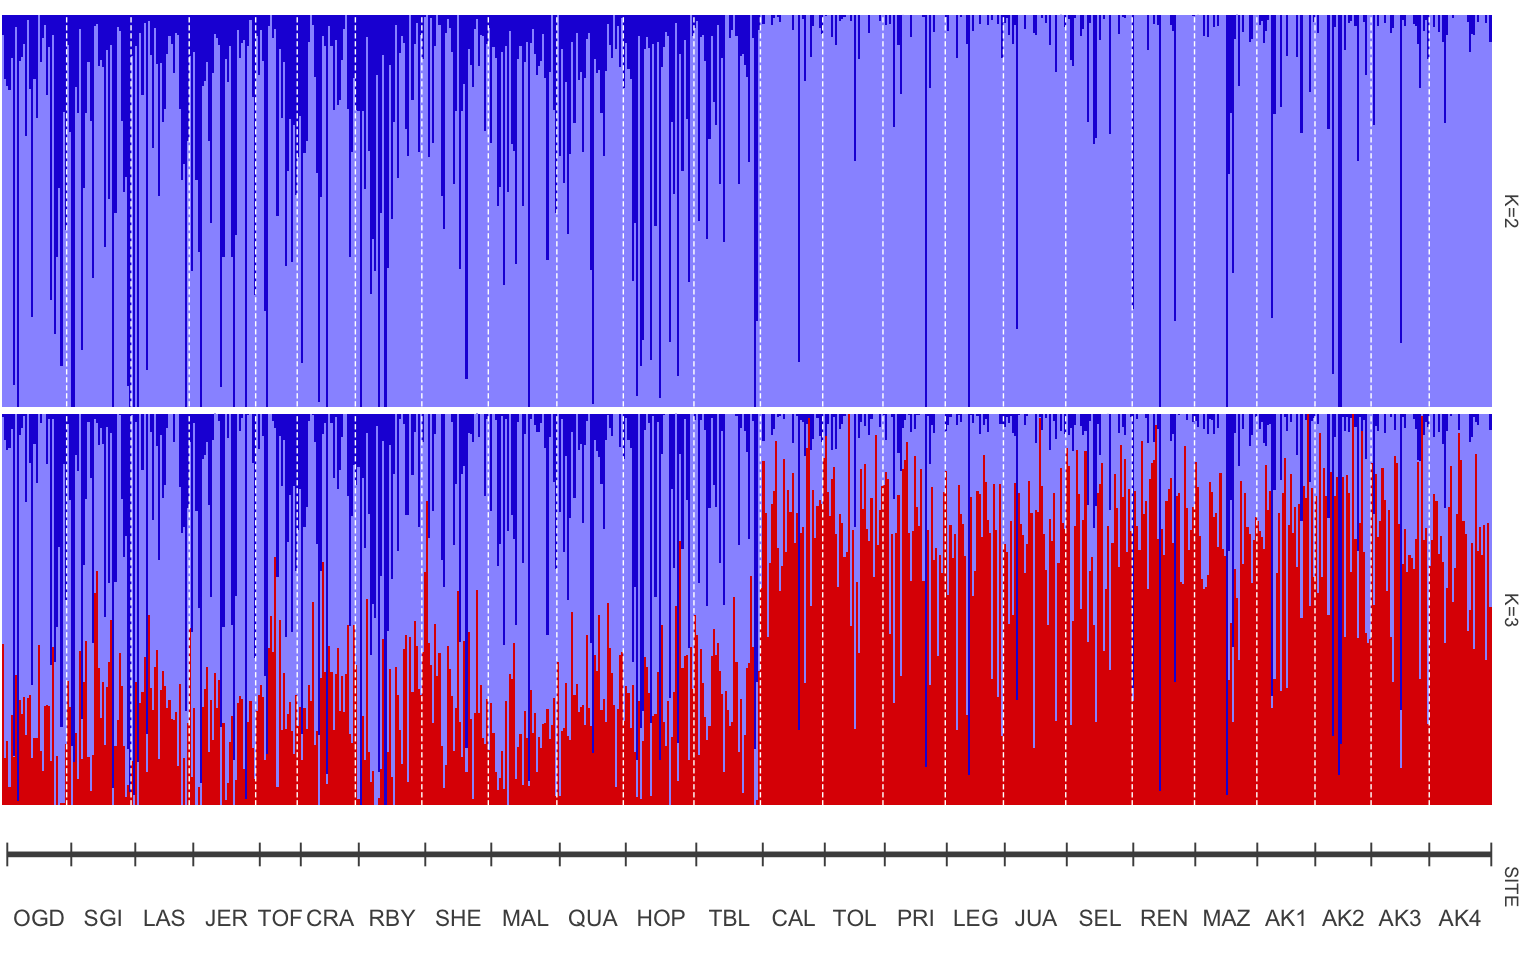 K=2
K=3
SITE
OGD SGI LAS JER TOF CRA RBY SHE MAL QUA HOP TBL CAL TOL PRI LEG JUA SEL REN MAZ AK1 AK2 AK3 AK4